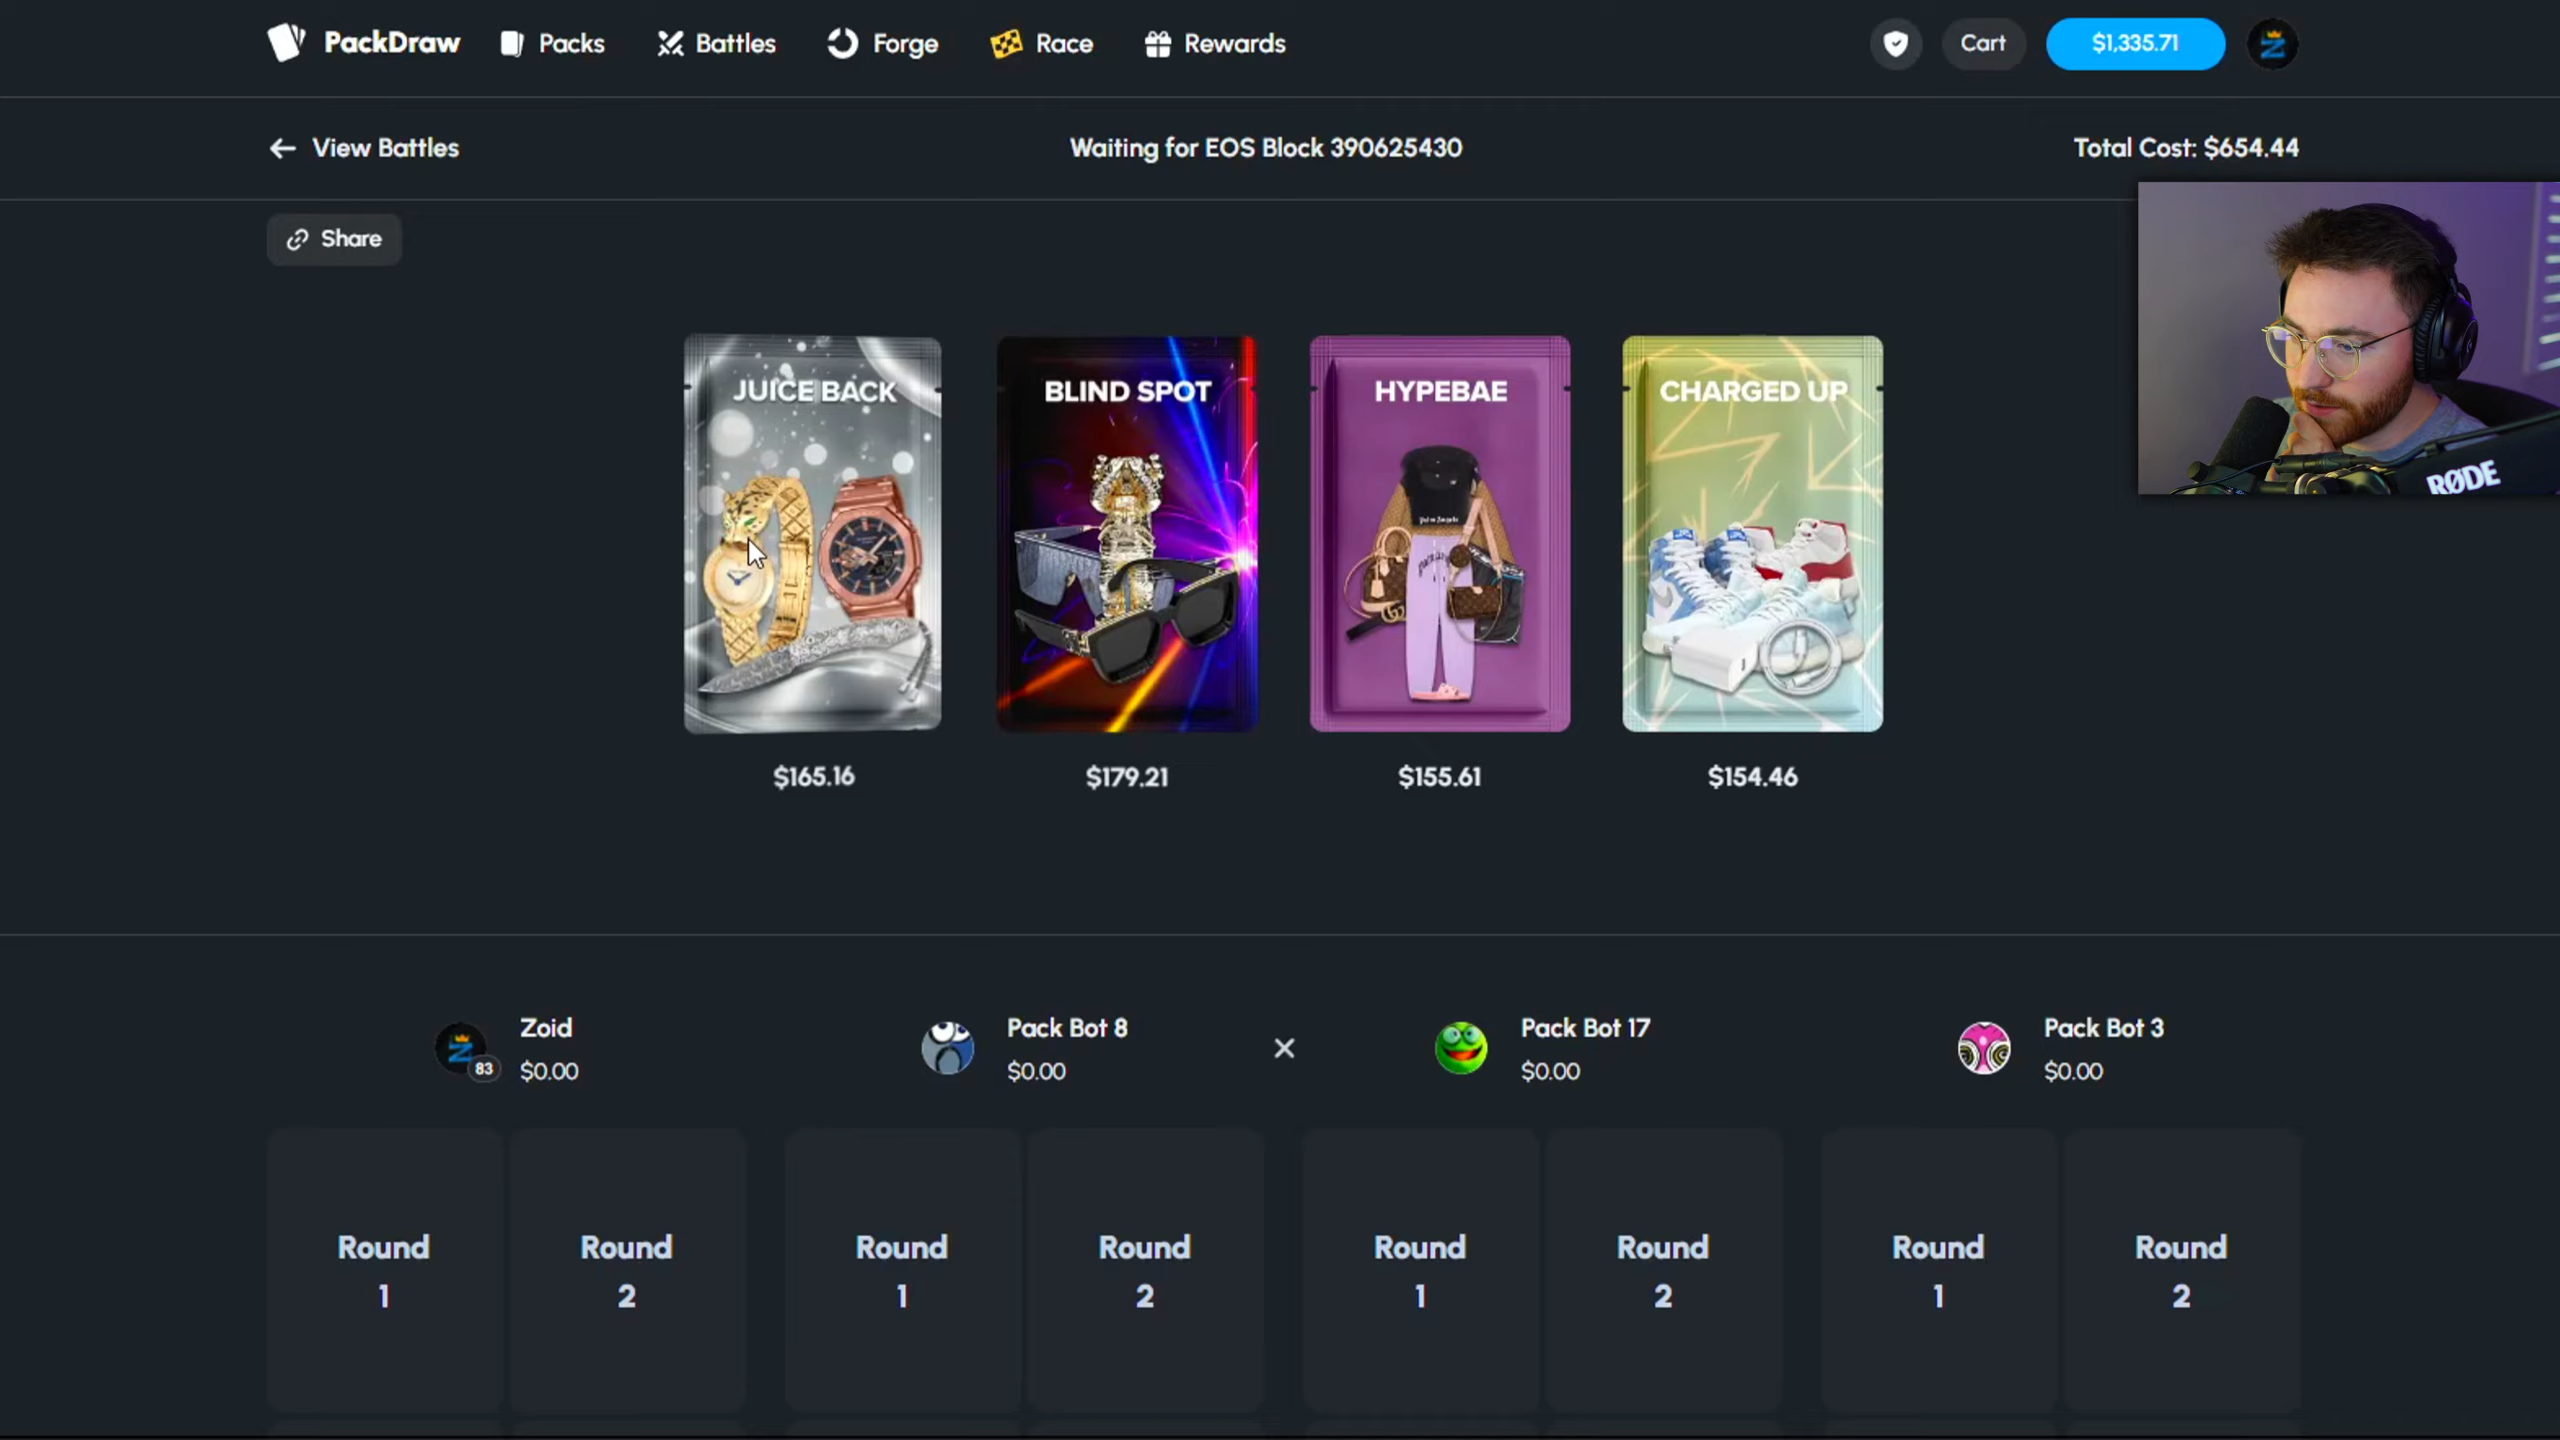 PackDraw
Packs
Battles
Forge
Race
Rewards
Cart
$1,335.71
View Battles
Waiting for EOS Block 390625430
Total Cost: $654.44
Share
RØDE
JUICE BACK
BLIND SPOT
HYPEBAE
CHARGED UP
$165.16
$179.21
$155.61
$154.46
Zoid
83
$0.00
Pack Bot 8
$0.00
Pack Bot 17
$0.00
Pack Bot 3
$0.00
Round
1
Round
2
Round
1
Round
2
Round
1
Round
2
Round
1
Round
2